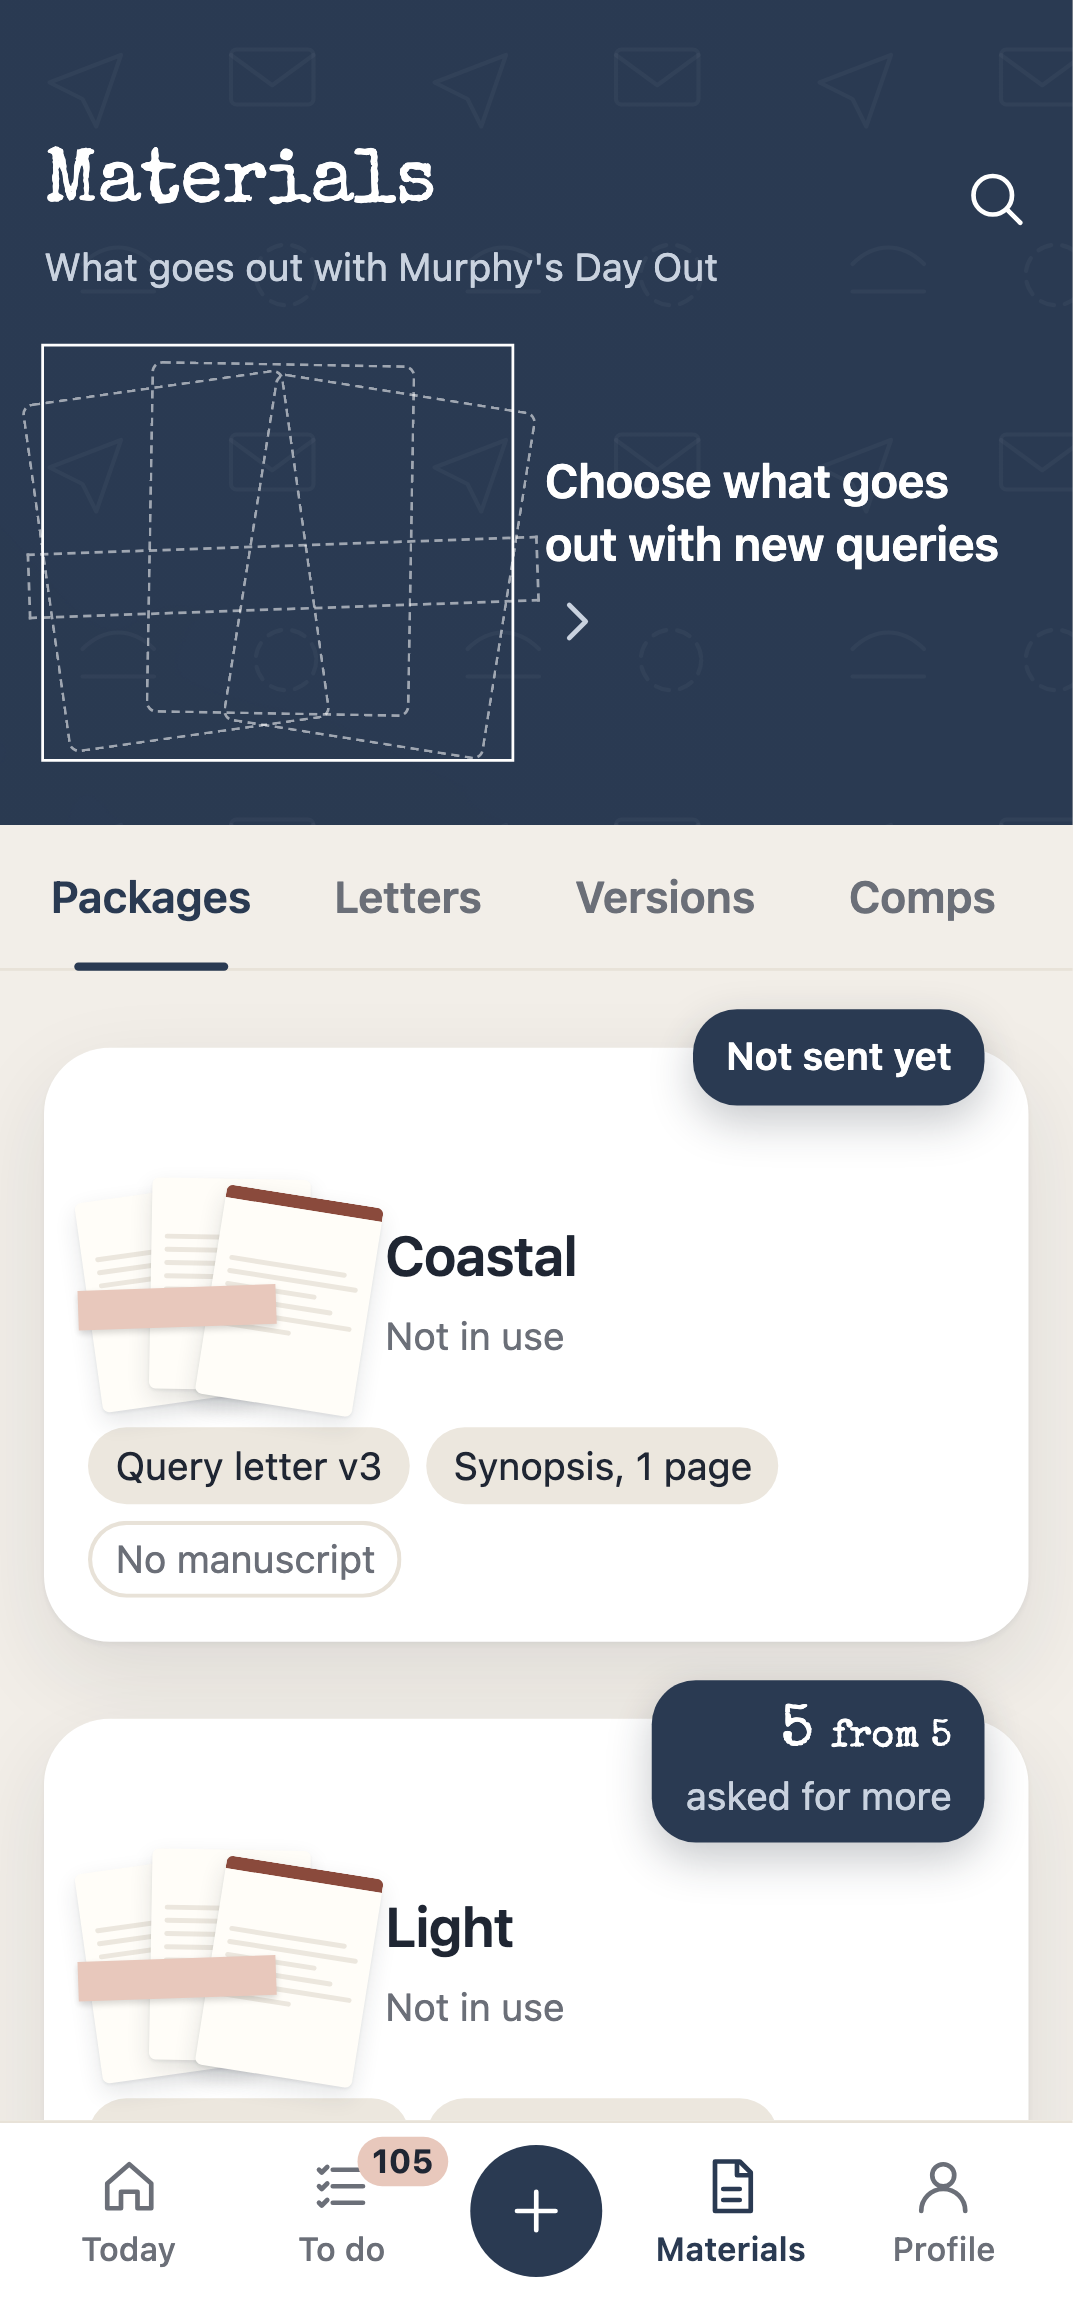 Materials
What goes out with Murphy's Day Out
Choose what goes
out with new queries
Packages
Letters
Versions
Comps
Not sent yet
Coastal
Not in use
Query letter v3
Synopsis, 1 page
No manuscript
5 from 5
asked for more
Light
Not in use
105
Today
To do
Materials
Profile